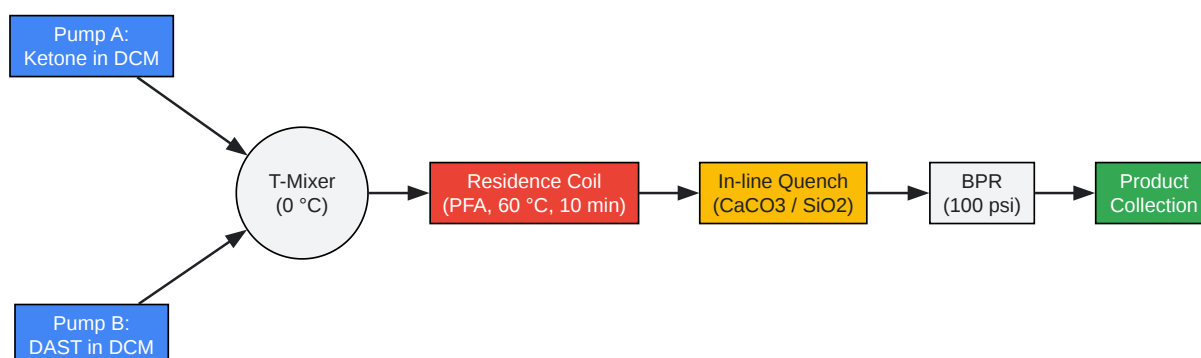 Pump A:
Ketone in DCM
T-Mixer
(0 °C)
Residence Coil
(PFA, 60 °C, 10 min)
In-line Quench
(CaCO3 / SiO2)
BPR
(100 psi)
Product
Collection
Pump B:
DAST in DCM